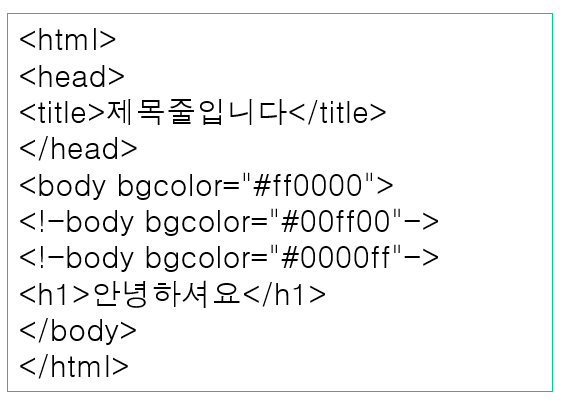 <html>
<head>
<title>제목줄입니다</title>
</head>
<body bgcolor="#ff0000">
<!-body bgcolor="#00ff00"->
<!-body bgcolor="#0000ff"->
<h1>안녕하셔요</h1>
</body>
</html>